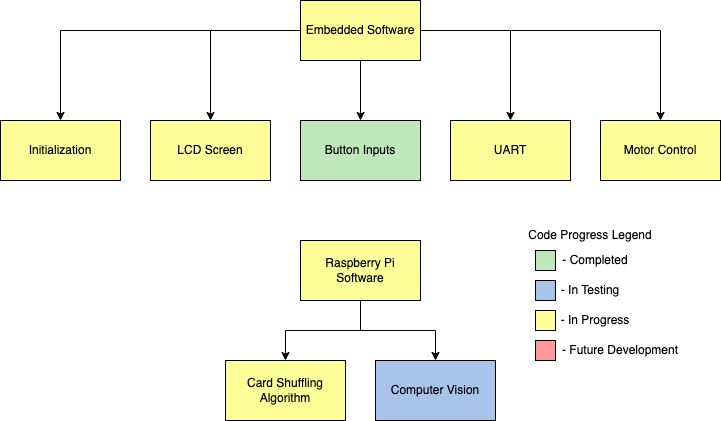 Embedded Software
Initialization
LCD Screen
Button Inputs
UART
Motor Control
Code Progress Legend
- Completed
- In Testing
- In Progress
- Future Development
Raspberry Pi
Software
Card Shuffling
Algorithm
Computer Vision